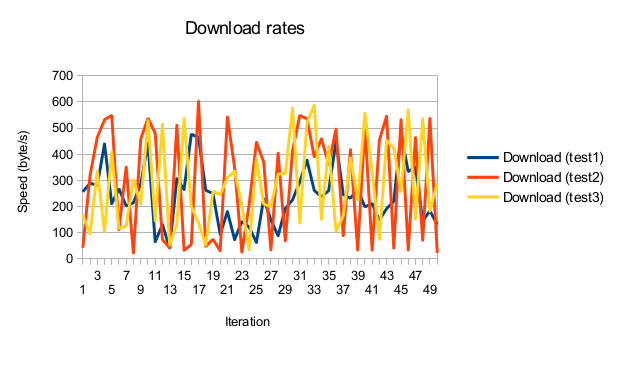 Download rates
700
600
500
400
300
200
100
0
Speed (byte/s)
3 7 11 15 19 23 27 31 35 39 43 47
1 5 9 13 17 21 25 29 33 37 41 45 49
Iteration
Download (test1)
Download (test2)
Download (test3)